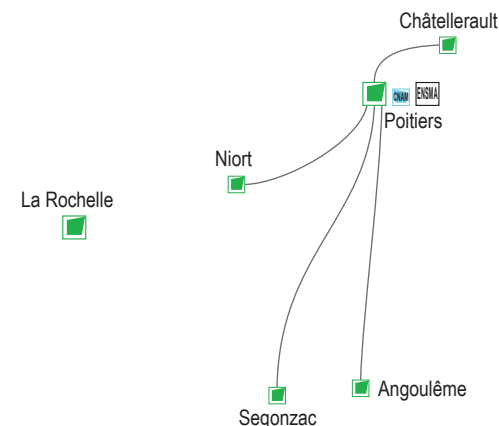 Châtellerault
CNAM
ENSMA
Poitiers
Niort
La Rochelle
Angoulême
Segonzac